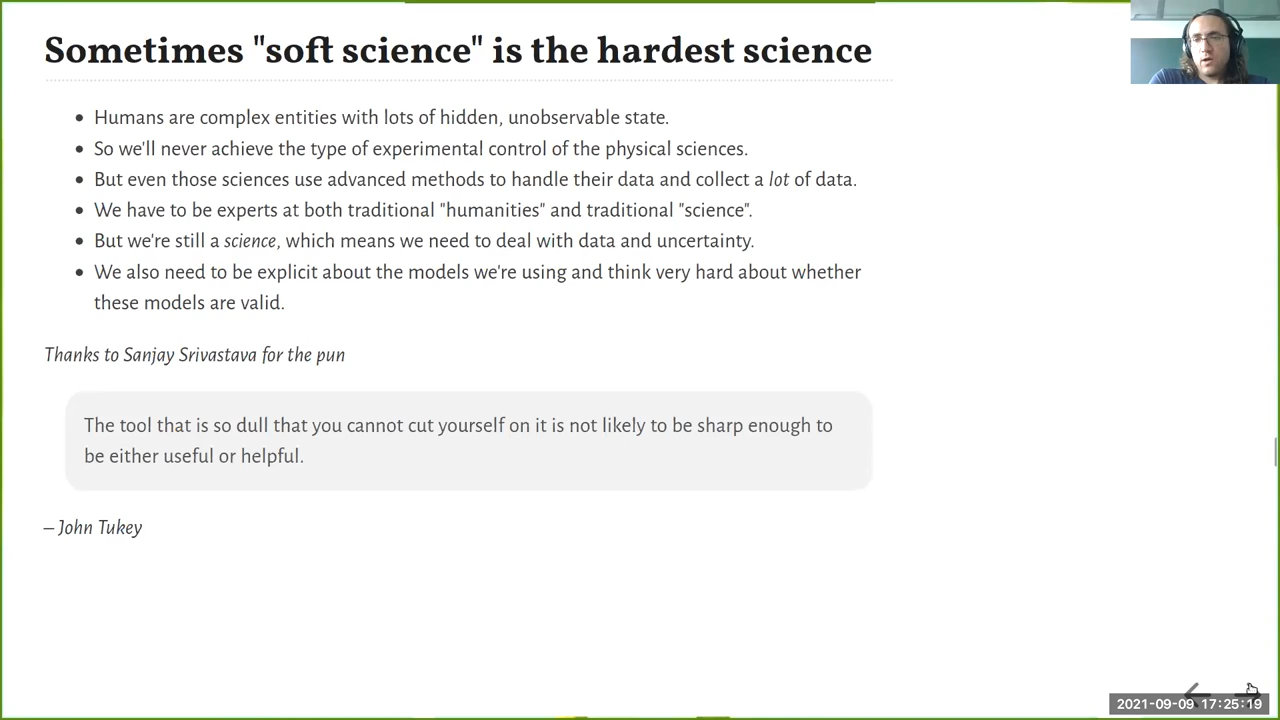 Sometimes "soft science" is the hardest science
• Humans are complex entities with lots of hidden, unobservable state.
• So we'll never achieve the type of experimental control of the physical sciences.
• But even those sciences use advanced methods to handle their data and collect a lot of data.
• We have to be experts at both traditional "humanities" and traditional "science".
• But we're still a science, which means we need to deal with data and uncertainty.
• We also need to be explicit about the models we're using and think very hard about whether
these models are valid.
Thanks to Sanjay Srivastava for the pun
The tool that is so dull that you cannot cut yourself on it is not likely to be sharp enough to
be either useful or helpful.
– John Tukey
2021-09-09 17:25:19